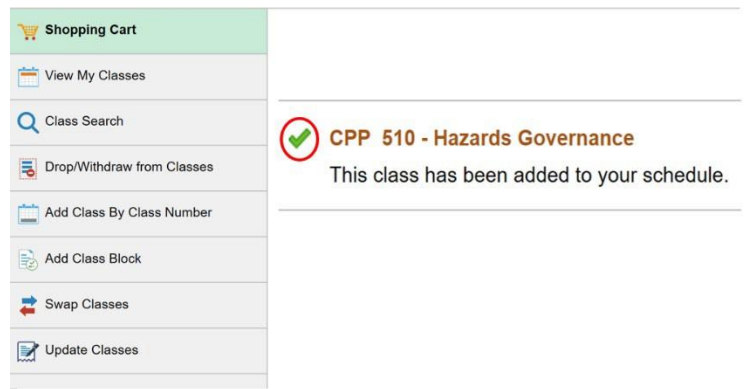 Shopping Cart
View My Classes
Class Search
Drop/Withdraw from Classes
Add Class By Class Number
Add Class Block
Swap Classes
Update Classes
CPP 510 - Hazards Governance
This class has been added to your schedule.